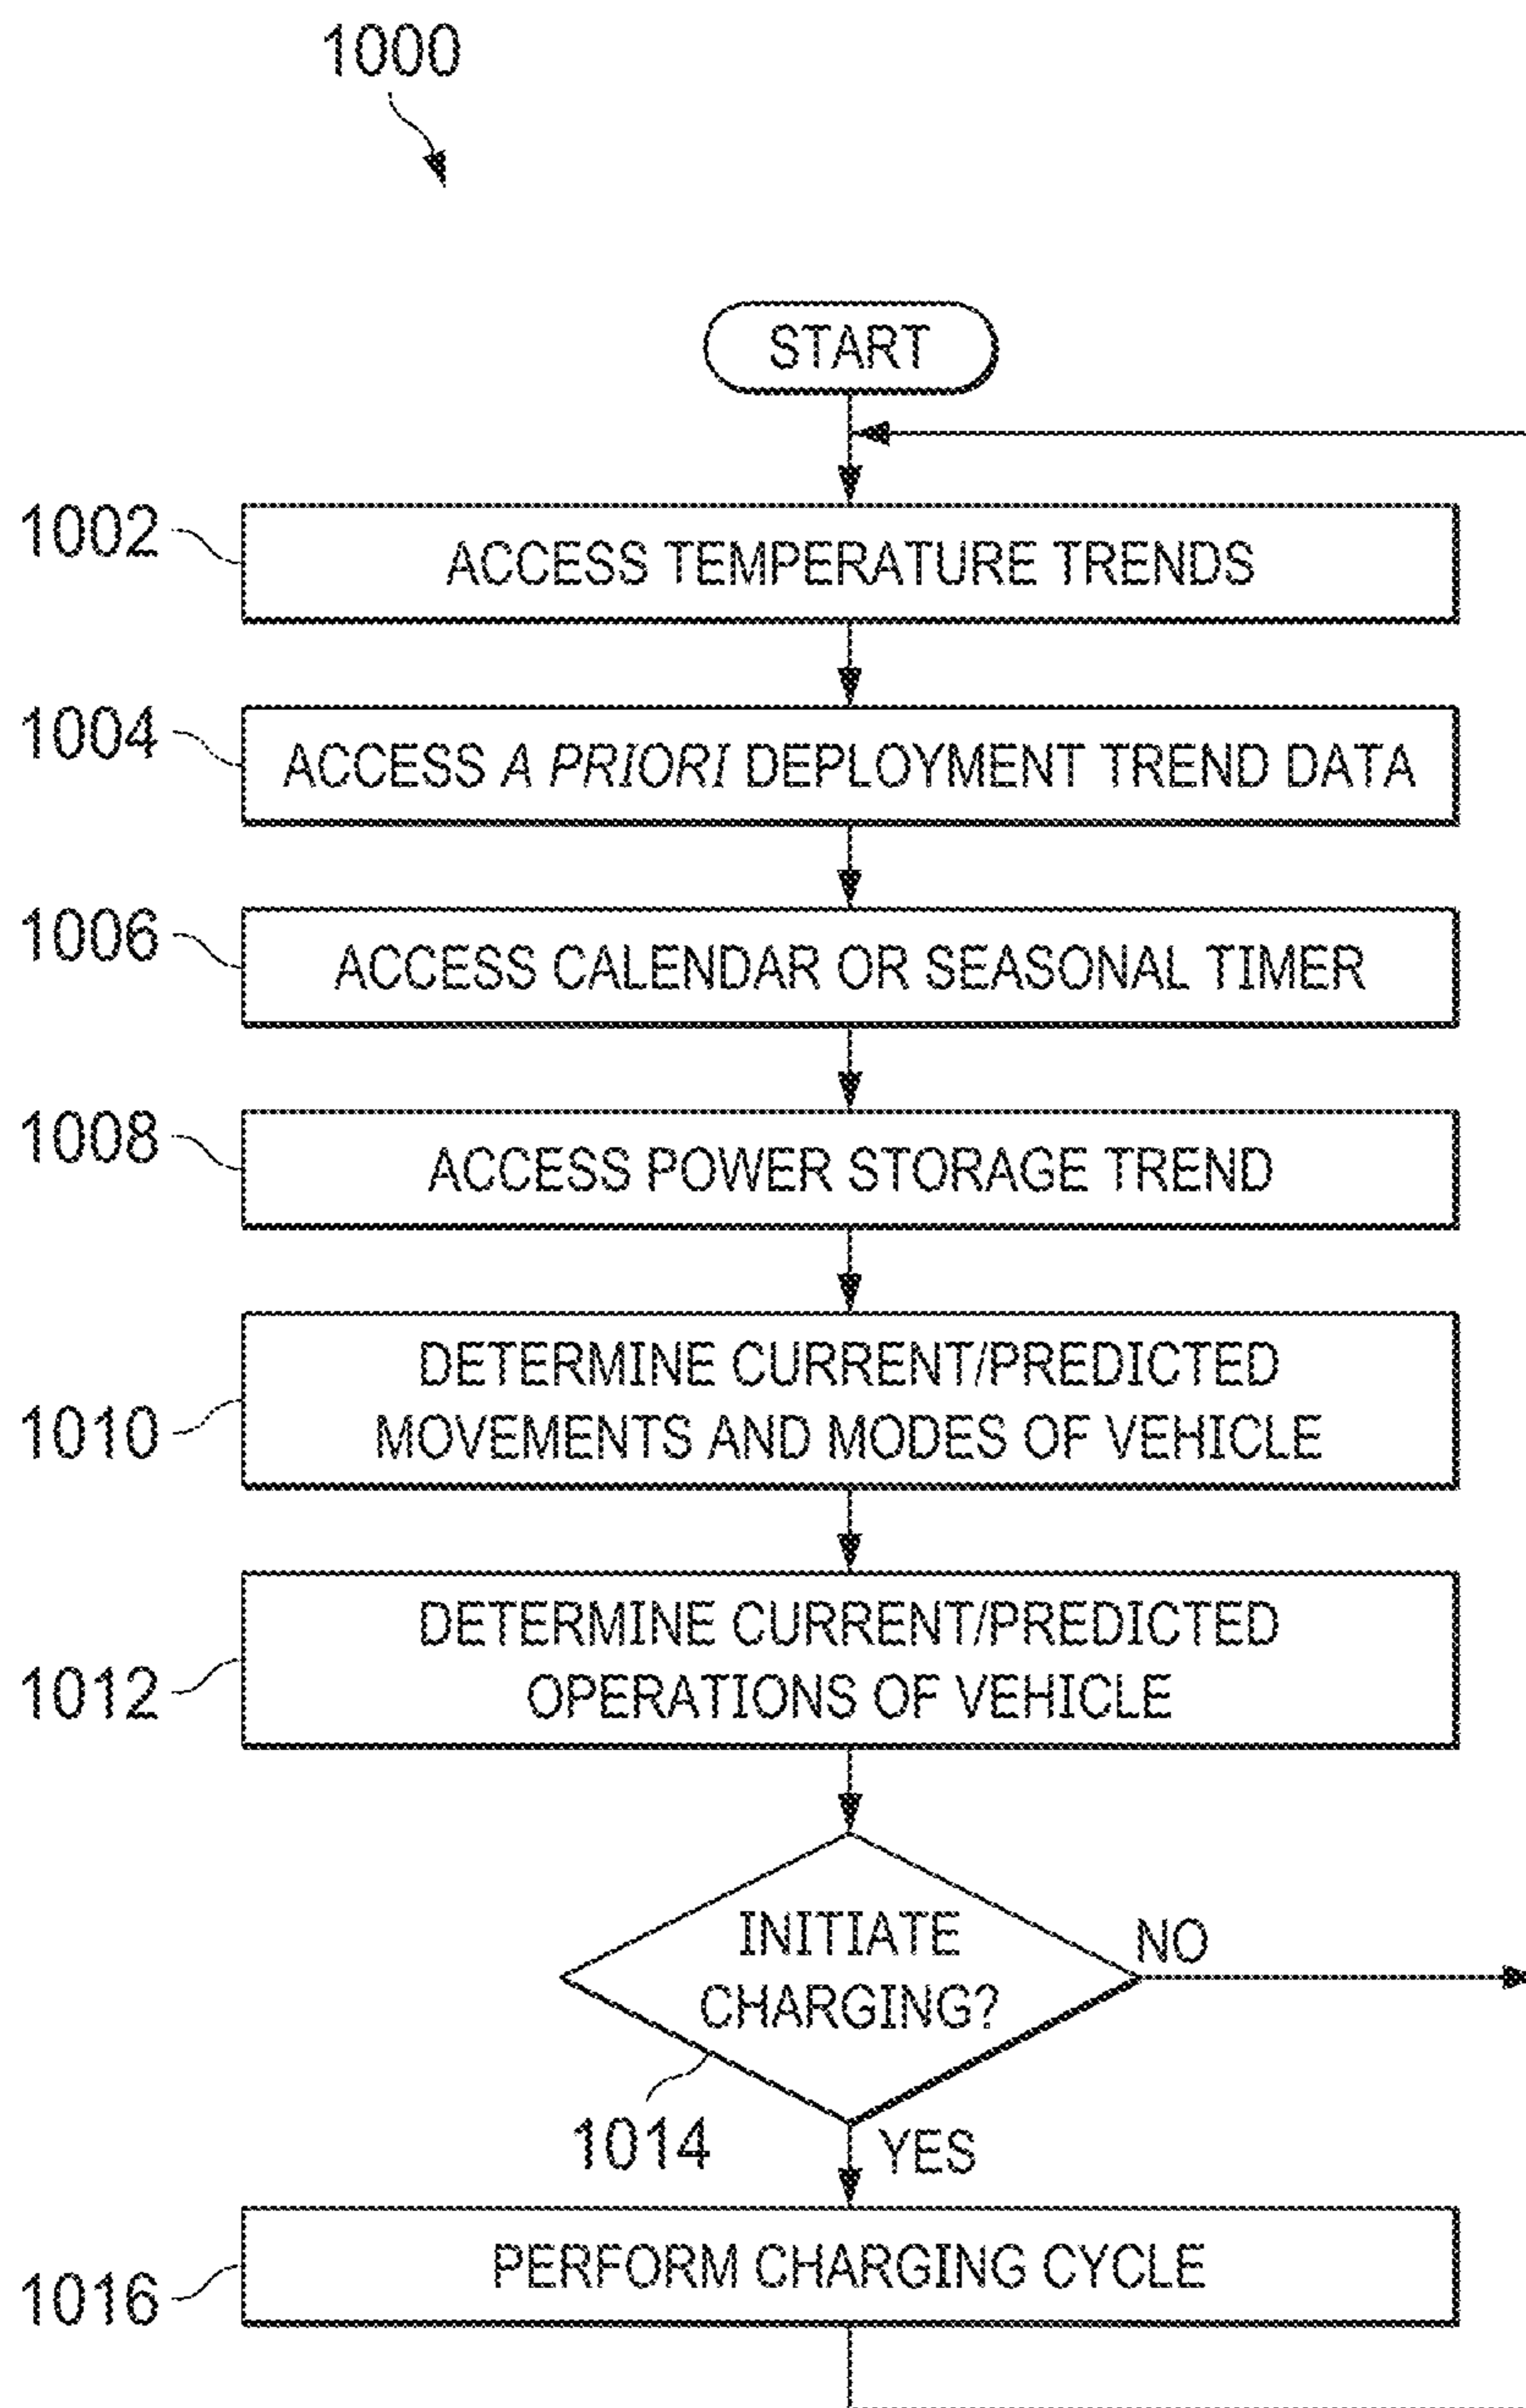 1000
START
1002
ACCESS TEMPERATURE TRENDS
1004
ACCESS A PRIORI DEPLOYMENT TREND DATA
1006
ACCESS CALENDAR OR SEASONAL TIMER
1008
ACCESS POWER STORAGE TREND
1010
DETERMINE CURRENT/PREDICTED
MOVEMENTS AND MODES OF VEHICLE
1012
DETERMINE CURRENT/PREDICTED
OPERATIONS OF VEHICLE
INITIATE
CHARGING?
NO
1014
YES
1016
PERFORM CHARGING CYCLE